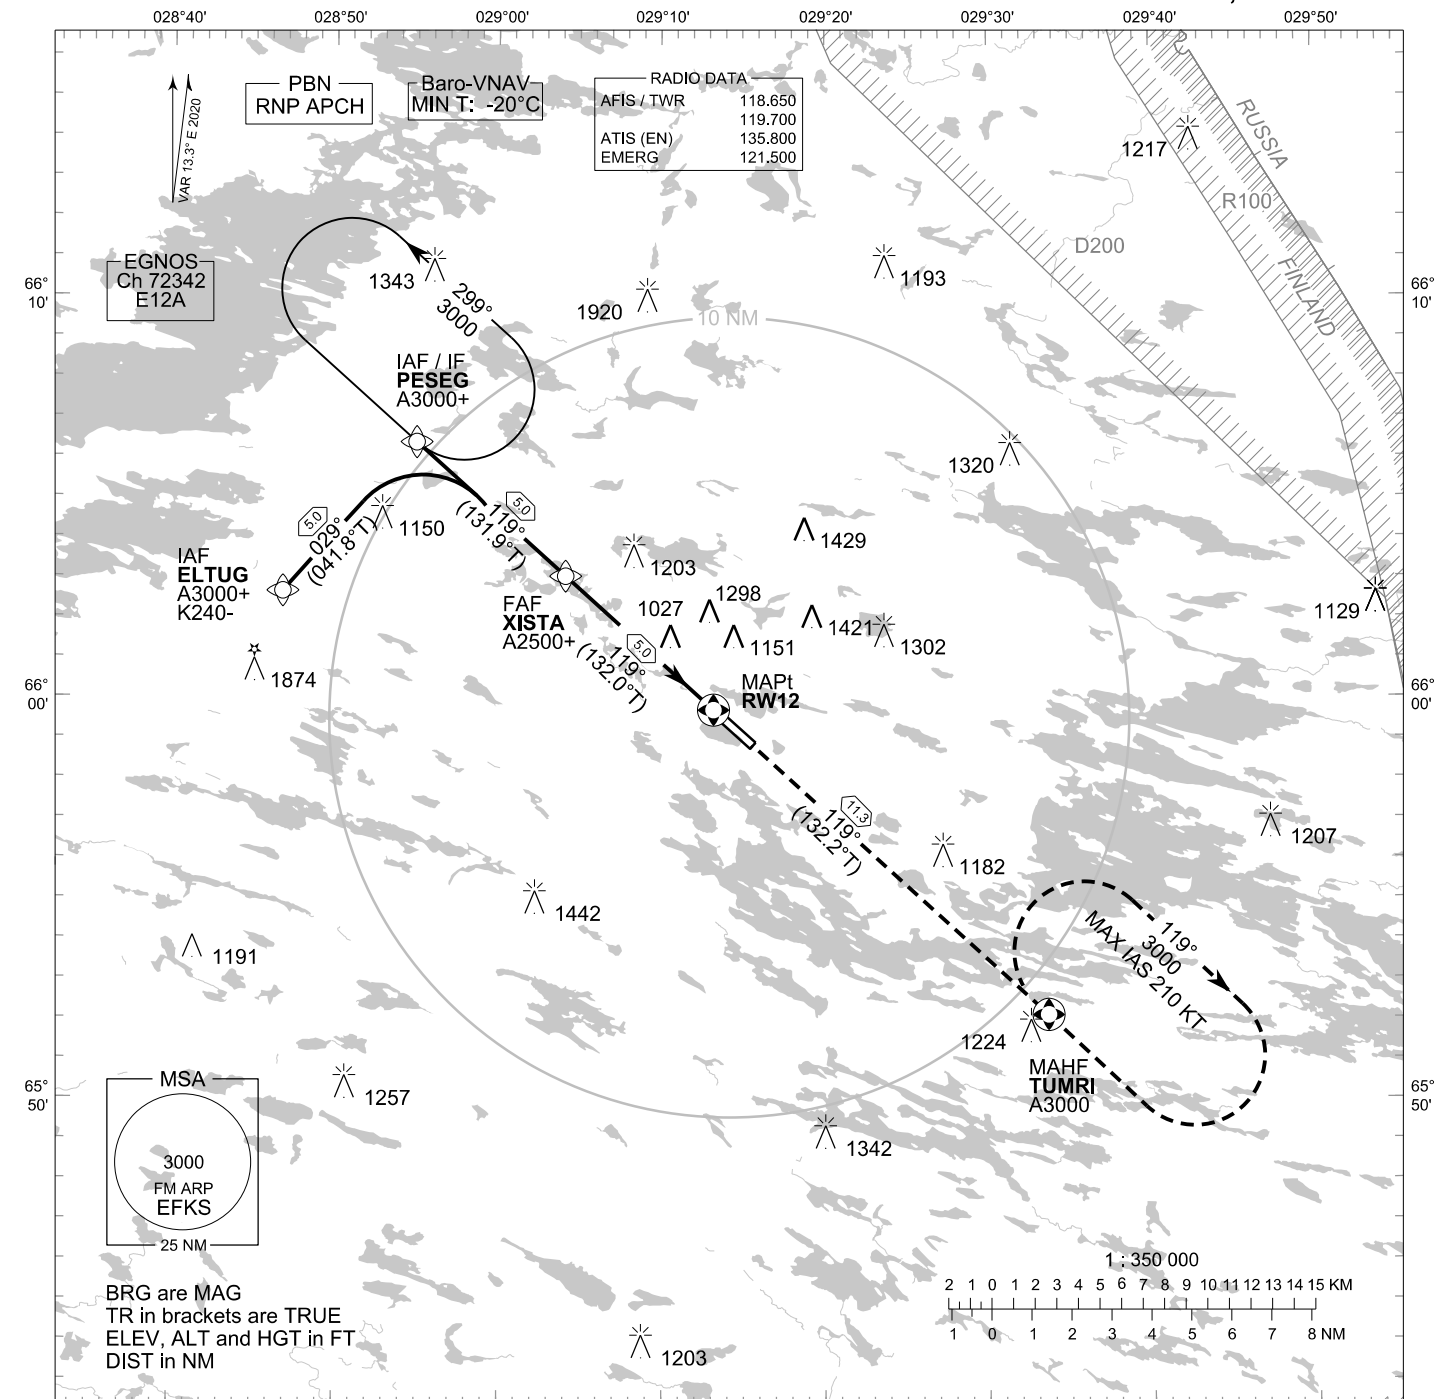 028°40'
028°50'
029°00'
029°10'
029°20'
029°30'
029°40'
029°50'
VAR 13.3° E 2020
PBN
RNP APCH
Baro-VNAV
MIN T: -20°C
RADIO DATA
AFIS / TWR 118.650
119.700
ATIS (EN) 135.800
EMERG 121.500
1217
RUSSIA
R100
FINLAND
D200
EGNOS
Ch 72342
E12A
66°
10'
66°
10'
1343
299°
3000
1920
1193
10 NM
IAF / IF
PESEG
A3000+
1320
5.0
029°
(041.8°T)
1150
5.0
119°
(131.9°T)
1429
1203
IAF
ELTUG
A3000+
K240-
FAF
XISTA
A2500+
1027
1298
1151
1421
1302
1129
5.0
119°
(132.0°T)
1874
66°
00'
66°
00'
MAPt
RW12
11.3
119°
(132.2°T)
1182
1207
1442
1191
119°
3000
MAX IAS 210 KT
1224
MAHF
TUMRI
A3000
65°
50'
65°
50'
1257
1342
MSA
3000
FM ARP
EFKS
25 NM
1 : 350 000
2 1 0 1 2 3 4 5 6 7 8 9 10 11 12 13 14 15 KM
1 0 1 2 3 4 5 6 7 8 NM
BRG are MAG
TR in brackets are TRUE
ELEV, ALT and HGT in FT
DIST in NM
1203